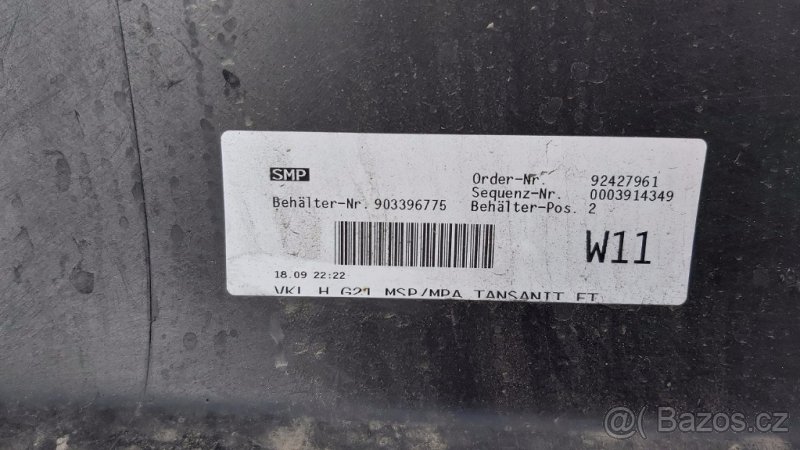 SMP
Order-Nr. 92427961
Sequenz-Nr. 0003914349
Behälter-Nr. 903396775 Behälter-Pos. 2
W11
18.09 22:22
VKL H G21 MSP/MPA TANSANIT ET
Bazoš.cz